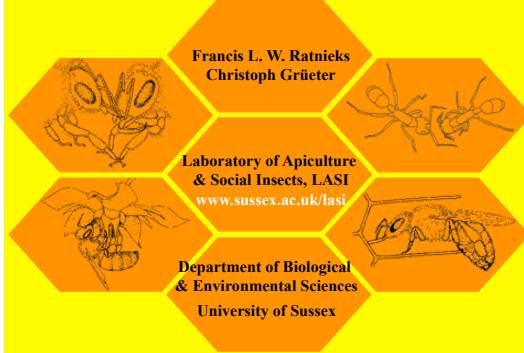 Francis L. W. Ratnieks
Christoph Grüeter
Laboratory of Apiculture
& Social Insects, LASI
www.sussex.ac.uk/lasi
Department of Biological
& Environmental Sciences
University of Sussex